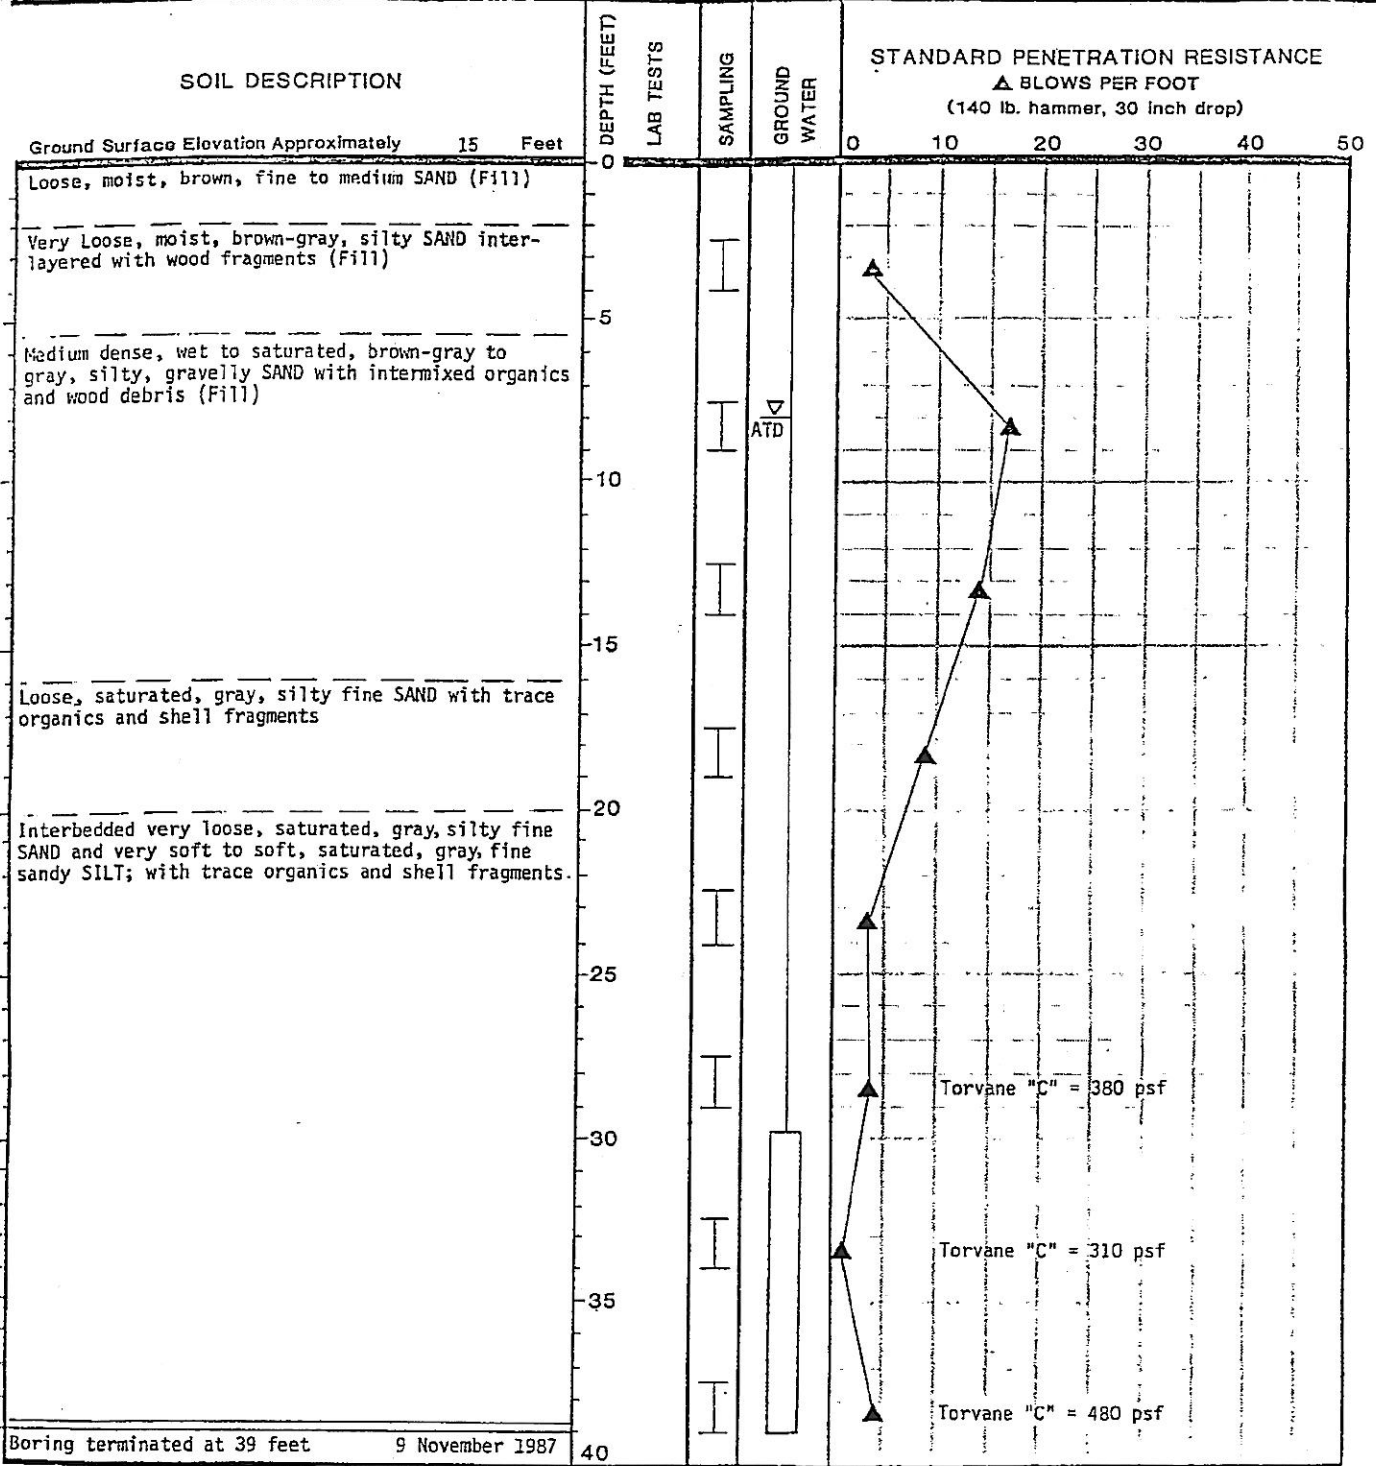 SOIL DESCRIPTION
Ground Surface Elevation Approximately 15 Feet
DEPTH (FEET)
LAB TESTS
SAMPLING
GROUND
WATER
STANDARD PENETRATION RESISTANCE
▲ BLOWS PER FOOT
(140 lb. hammer, 30 inch drop)
0 10 20 30 40 50
0
Loose, moist, brown, fine to medium SAND (Fill)
Very Loose, moist, brown-gray, silty SAND inter-
layered with wood fragments (Fill)
5
Medium dense, wet to saturated, brown-gray to
gray, silty, gravelly SAND with intermixed organics
and wood debris (Fill)
ATD
10
15
Loose, saturated, gray, silty fine SAND with trace
organics and shell fragments
20
Interbedded very loose, saturated, gray, silty fine
SAND and very soft to soft, saturated, gray, fine
sandy SILT; with trace organics and shell fragments.
25
Torvane "C" = 380 psf
30
Torvane "C" = 310 psf
35
Torvane "C" = 480 psf
Boring terminated at 39 feet 9 November 1987
40